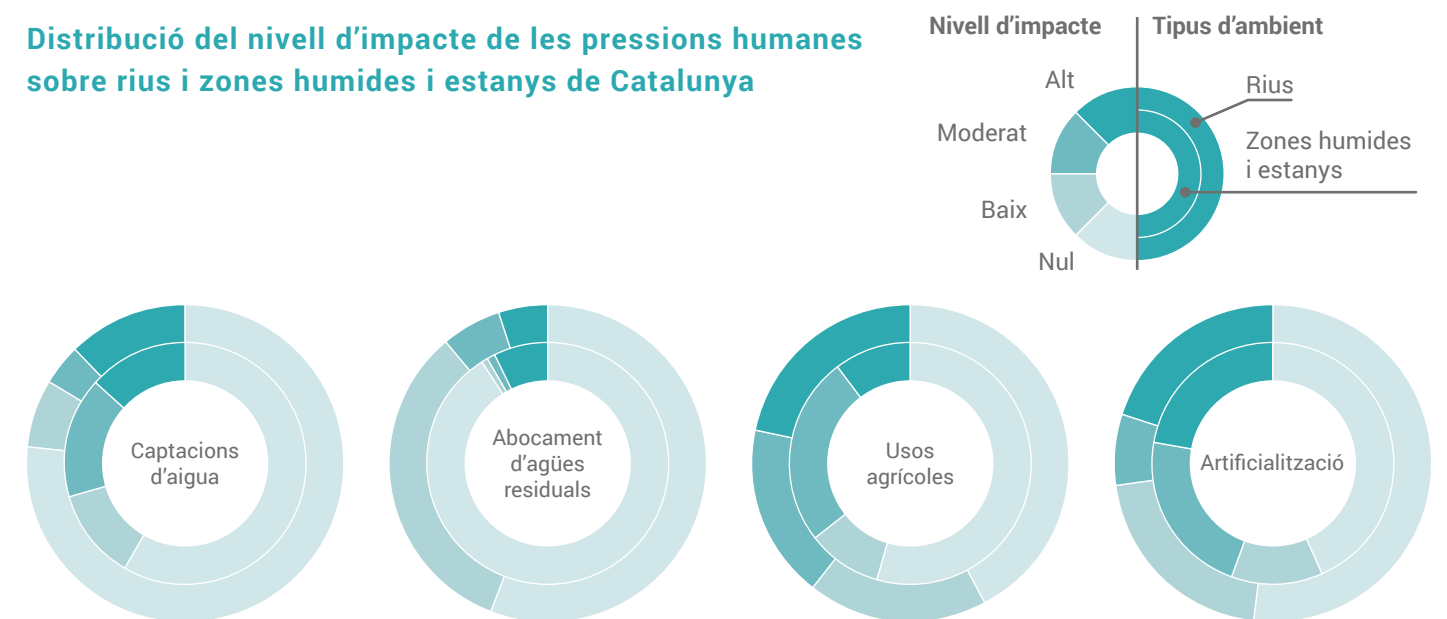 Distribució del nivell d’impacte de les pressions humanes
sobre rius i zones humides i estanys de Catalunya
Nivell d’impacte
Tipus d’ambient
Alt
Moderat
Baix
Nul
Rius
Zones humides
i estanys
Captacions
d’aigua
Abocament
d’agües
residuals
Usos
agrícoles
Artificialització